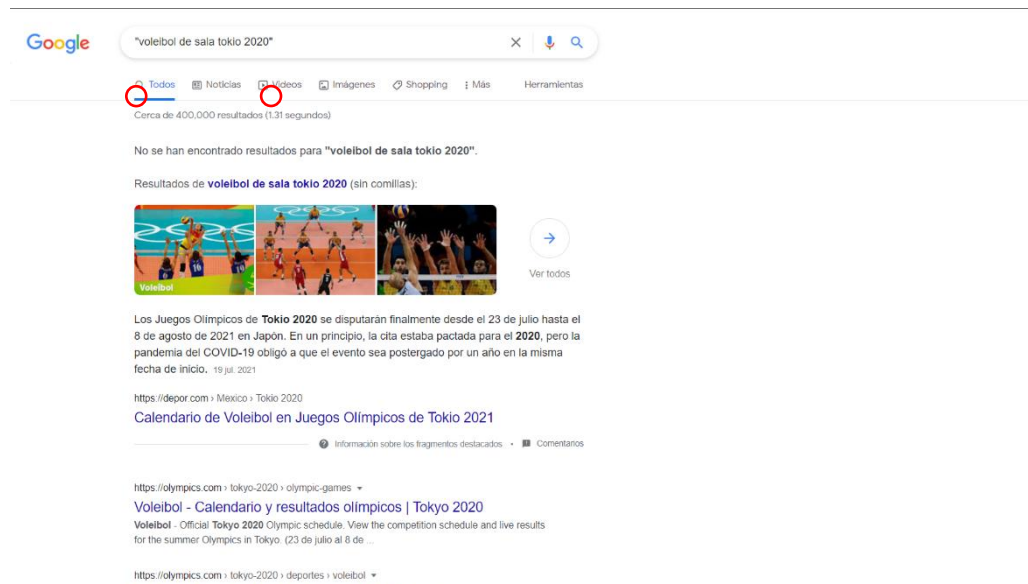 Google
"voleibol de sala tokio 2020"
Todos Noticias Videos Imágenes Shopping Más Herramientas
Cerca de 400,000 resultados (1.31 segundos)
No se han encontrado resultados para "voleibol de sala tokio 2020".
Resultados de voleibol de sala tokio 2020 (sin comillas):
Voleibol
Ver todos
Los Juegos Olímpicos de Tokio 2020 se disputarán finalmente desde el 23 de julio hasta el
8 de agosto de 2021 en Japón. En un principio, la cita estaba pactada para el 2020, pero la
pandemia del COVID-19 obligó a que el evento sea postergado por un año en la misma
fecha de inicio. 19 jul. 2021
https://depor.com › Mexico › Tokio 2020
Calendario de Voleibol en Juegos Olímpicos de Tokio 2021
Información sobre los fragmentos destacados • Comentarios
https://olympics.com › tokyo-2020 › olympic-games
Voleibol - Calendario y resultados olímpicos | Tokyo 2020
Voleibol - Official Tokyo 2020 Olympic schedule. View the competition schedule and live results
for the summer Olympics in Tokyo. (23 de julio al 8 de ...
https://olympics.com › tokyo-2020 › deportes › voleibol